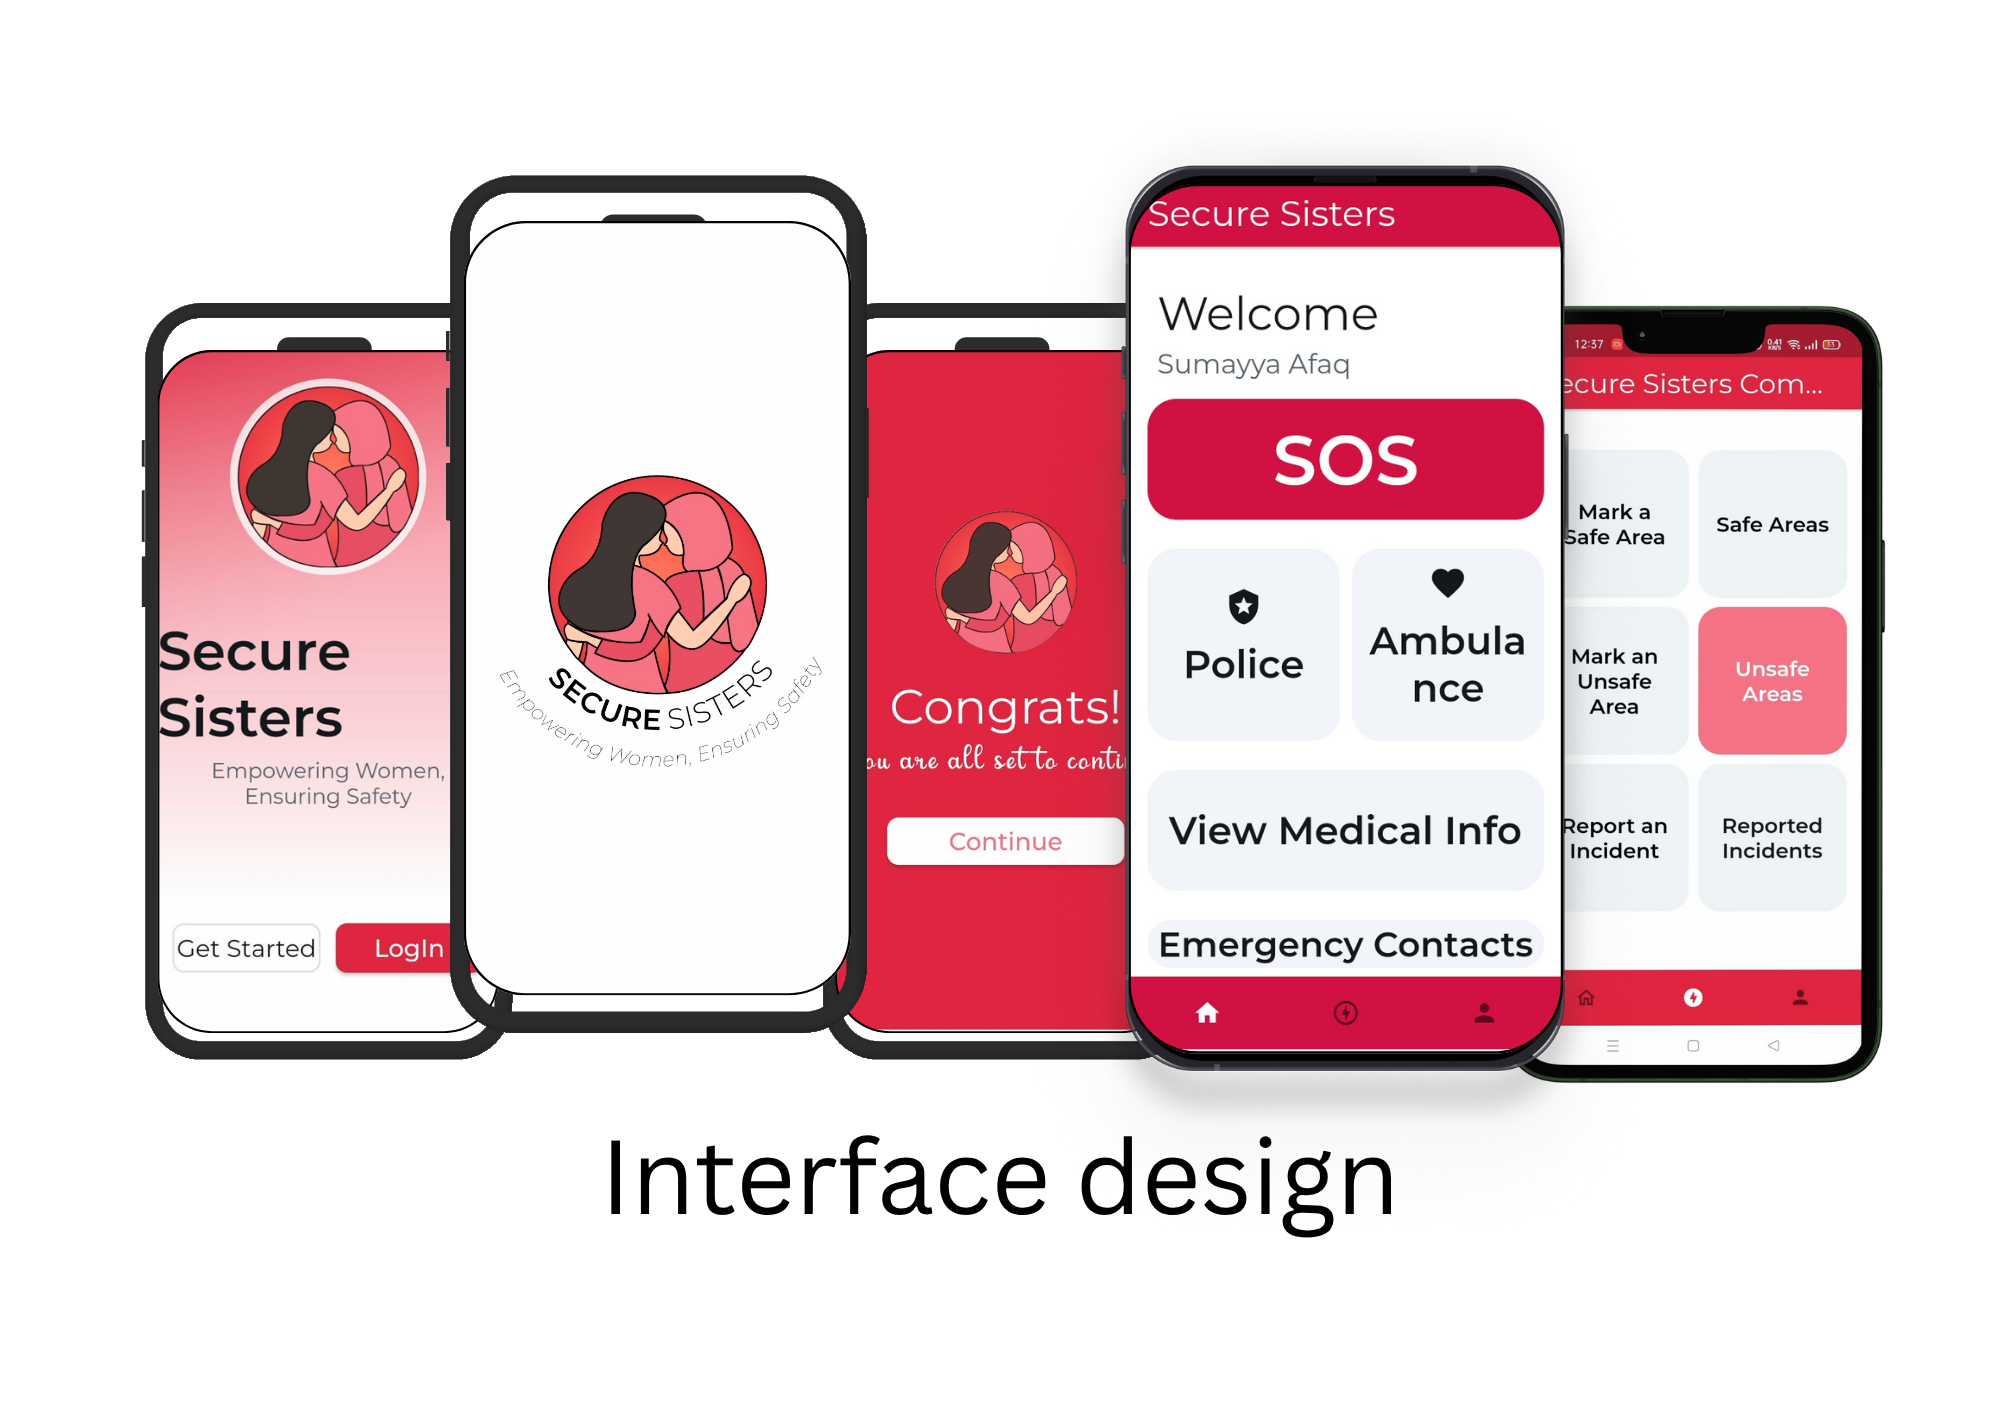 Secure
Sisters
Empowering Women,
Ensuring Safety
Get Started
LogIn
SECURE SISTERS
Empowering Women, Ensuring Safety
Congrats!
ou are all set to conti
Continue
Secure Sisters
Welcome
Sumayya Afaq
SOS
Police
Ambula
nce
View Medical Info
Emergency Contacts
12:37
0.41
KB/S
ecure Sisters Com...
Mark a
Safe Area
Safe Areas
Mark an
Unsafe
Area
Unsafe
Areas
Report an
Incident
Reported
Incidents
Interface design